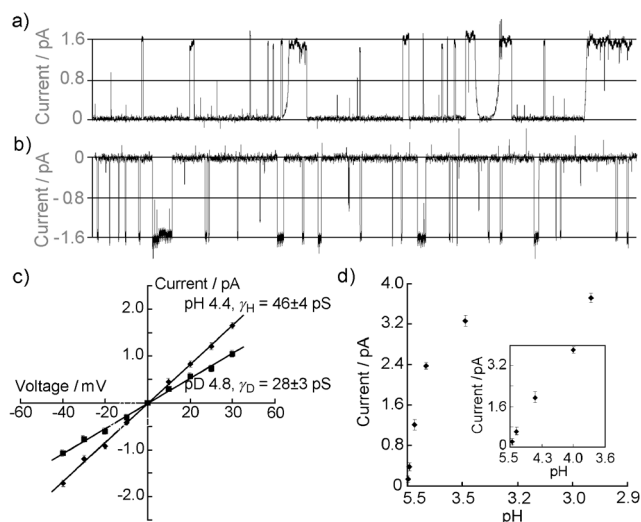 a)
Current / pA
1.6
0.8
0
b)
Current / pA
0
-0.8
-1.6
c)
Current / pA
2.0
1.0
-1.0
-2.0
pH 4.4, γH = 46±4 pS
pD 4.8, γD = 28±3 pS
Voltage / mV
-60 -40 -20 0 20 40 60
d)
Current / pA
4.0
3.2
2.4
1.6
0.8
0
5.5 3.5 3.2 3.0 2.9
pH
Current /pA
3.2
1.6
0
5.5 4.3 4.0 3.6
pH